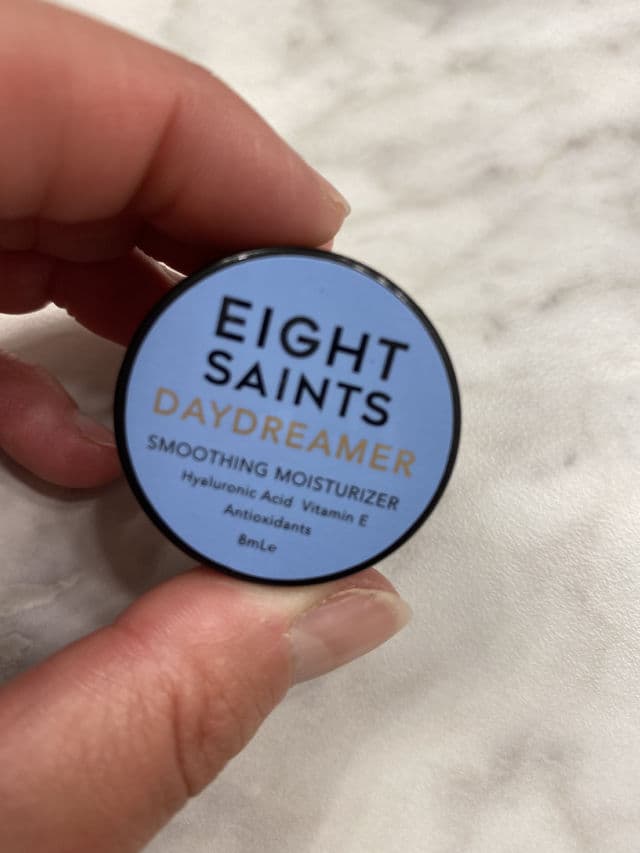 EIGHT
SAINTS
DAYDREAMER
SMOOTHING MOISTURIZER
Hyaluronic Acid Vitamin E
Antioxidants
8mLe